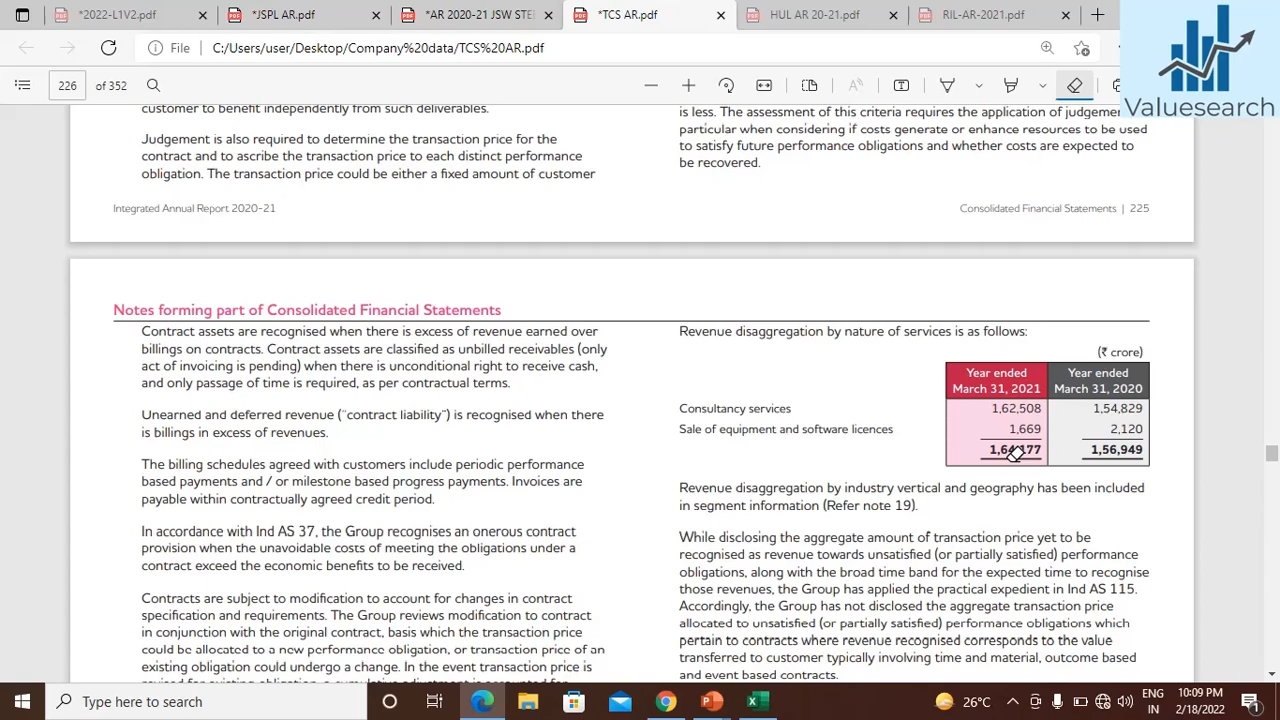 *2022-L1V2.pdf
*JSPL AR.pdf
*AR 2020-21 JSW STE
*TCS AR.pdf
HUL AR 20-21.pdf
RIL-AR-2021.pdf
File
C:/Users/user/Desktop/Company%20data/TCS%20AR.pdf
226 of 352
Valuesearch
customer to benefit independently from such deliverables.
Judgement is also required to determine the transaction price for the
contract and to ascribe the transaction price to each distinct performance
obligation. The transaction price could be either a fixed amount of customer
is less. The assessment of this criteria requires the application of
particular when considering if costs generate or enhance resources to be used
to satisfy future performance obligations and whether costs are expected to
be recovered.
Integrated Annual Report 2020-21
Consolidated Financial Statements | 225
Notes forming part of Consolidated Financial Statements
Contract assets are recognised when there is excess of revenue earned over
billings on contracts. Contract assets are classified as unbilled receivables (only
act of invoicing is pending) when there is unconditional right to receive cash,
and only passage of time is required, as per contractual terms.
Unearned and deferred revenue ("contract liability") is recognised when there
is billings in excess of revenues.
The billing schedules agreed with customers include periodic performance
based payments and / or milestone based progress payments. Invoices are
payable within contractually agreed credit period.
In accordance with Ind AS 37, the Group recognises an onerous contract
provision when the unavoidable costs of meeting the obligations under a
contract exceed the economic benefits to be received.
Contracts are subject to modification to account for changes in contract
specification and requirements. The Group reviews modification to contract
in conjunction with the original contract, basis which the transaction price
could be allocated to a new performance obligation, or transaction price of an
existing obligation could undergo a change. In the event transaction price is
Revenue disaggregation by nature of services is as follows:
(₹ crore)
Year ended March 31, 2021 Year ended March 31, 2020
Consultancy services 1,62,508 1,54,829
Sale of equipment and software licences 1,669 2,120
1,64,177 1,56,949
Revenue disaggregation by industry vertical and geography has been included
in segment information (Refer note 19).
While disclosing the aggregate amount of transaction price yet to be
recognised as revenue towards unsatisfied (or partially satisfied) performance
obligations, along with the broad time band for the expected time to recognise
those revenues, the Group has applied the practical expedient in Ind AS 115.
Accordingly, the Group has not disclosed the aggregate transaction price
allocated to unsatisfied (or partially satisfied) performance obligations which
pertain to contracts where revenue recognised corresponds to the value
transferred to customer typically involving time and material, outcome based
and event based contracts.
Type here to search
26°C
ENG
IN
10:09 PM
2/18/2022